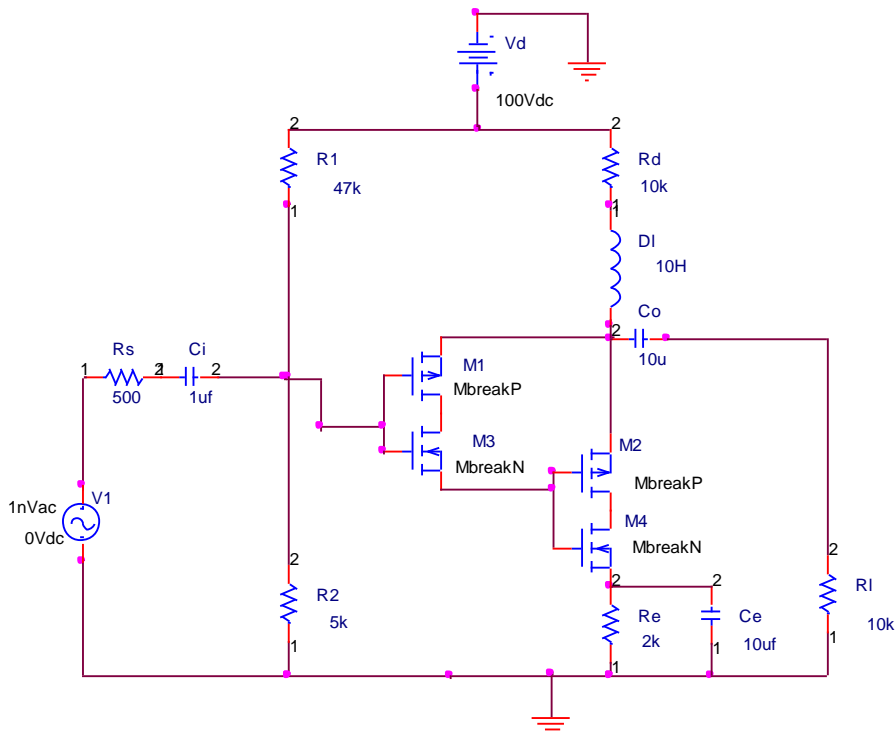 Vd
100Vdc
2
R1
47k
1
2
Rd
10k
1
Dl
10H
2
Co
10u
1
Rs
2
500
1
Ci
2
1uf
M1
MbreakP
M3
MbreakN
M2
MbreakP
M4
MbreakN
V1
1nVac
0Vdc
2
R2
5k
1
2
Re
2k
1
2
Ce
10uf
1
2
Rl
10k
1